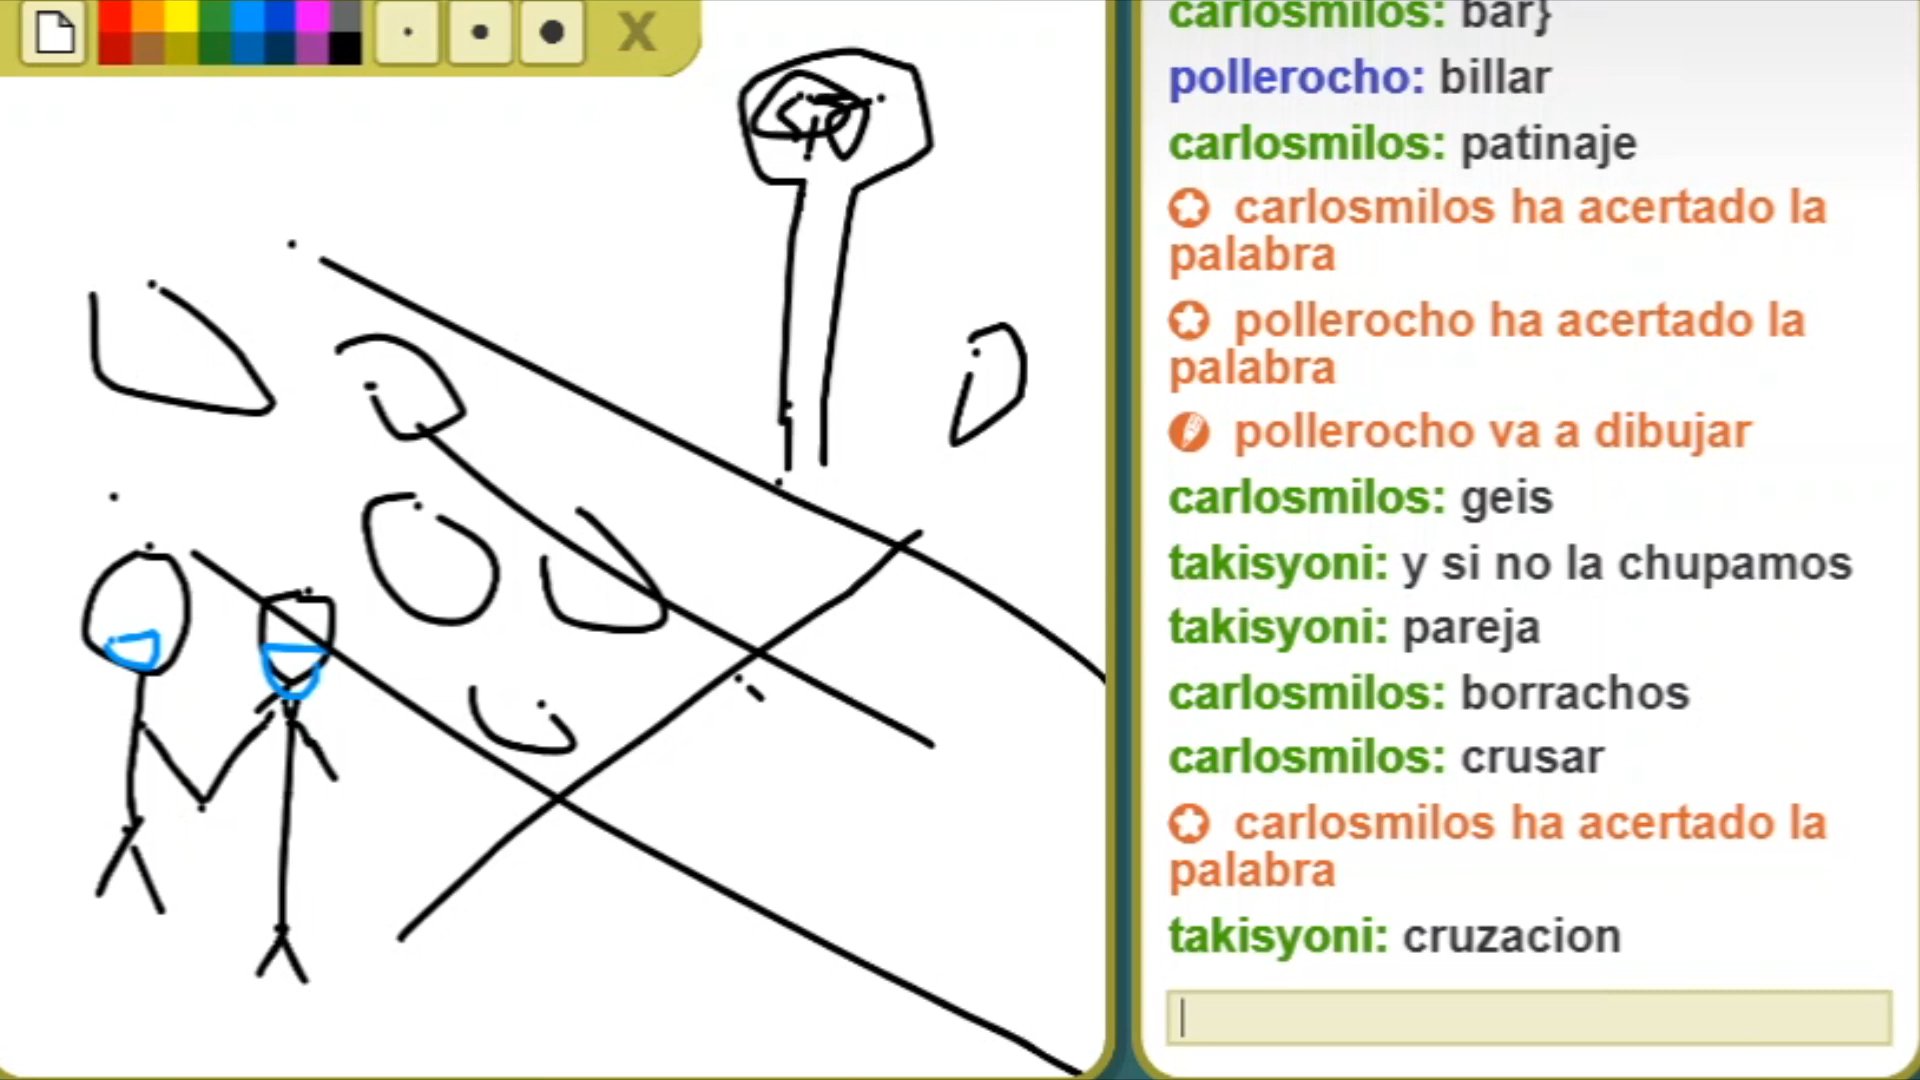 carlosmilos: bar}
pollerocho: billar
carlosmilos: patinaje
carlosmilos ha acertado la
palabra
pollerocho ha acertado la
palabra
pollerocho va a dibujar
carlosmilos: geis
takisyoni: y si no la chupamos
takisyoni: pareja
carlosmilos: borrachos
carlosmilos: crusar
carlosmilos ha acertado la
palabra
takisyoni: cruzacion